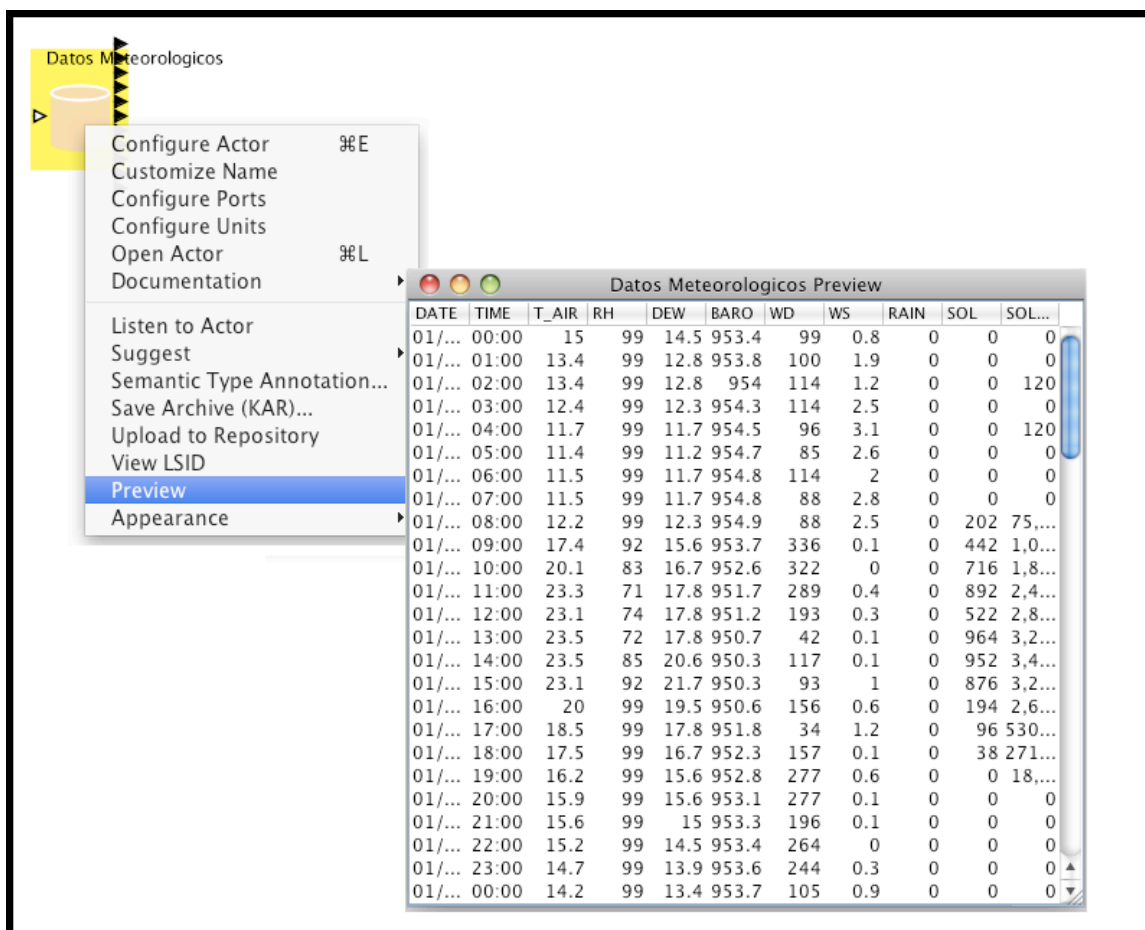 Datos Meteorologicos
Configure Actor ⌘E
Customize Name
Configure Ports
Configure Units
Open Actor ⌘L
Documentation
Listen to Actor
Suggest
Semantic Type Annotation...
Save Archive (KAR)...
Upload to Repository
View LSID
Preview
Appearance
Datos Meteorologicos Preview
DATE TIME T_AIR RH DEW BARO WD WS RAIN SOL SOL...
01/... 00:00 15 99 14.5 953.4 99 0.8 0 0 0
01/... 01:00 13.4 99 12.8 953.8 100 1.9 0 0 0
01/... 02:00 13.4 99 12.8 954 114 1.2 0 0 120
01/... 03:00 12.4 99 12.3 954.3 114 2.5 0 0 0
01/... 04:00 11.7 99 11.7 954.5 96 3.1 0 0 120
01/... 05:00 11.4 99 11.2 954.7 85 2.6 0 0 0
01/... 06:00 11.5 99 11.7 954.8 114 2 0 0 0
01/... 07:00 11.5 99 11.7 954.8 88 2.8 0 0 0
01/... 08:00 12.2 99 12.3 954.9 88 2.5 0 202 75,...
01/... 09:00 17.4 92 15.6 953.7 336 0.1 0 442 1,0...
01/... 10:00 20.1 83 16.7 952.6 322 0 0 716 1,8...
01/... 11:00 23.3 71 17.8 951.7 289 0.4 0 892 2,4...
01/... 12:00 23.1 74 17.8 951.2 193 0.3 0 522 2,8...
01/... 13:00 23.5 72 17.8 950.7 42 0.1 0 964 3,2...
01/... 14:00 23.5 85 20.6 950.3 117 0.1 0 952 3,4...
01/... 15:00 23.1 92 21.7 950.3 93 1 0 876 3,2...
01/... 16:00 20 99 19.5 950.6 156 0.6 0 194 2,6...
01/... 17:00 18.5 99 17.8 951.8 34 1.2 0 96 530...
01/... 18:00 17.5 99 16.7 952.3 157 0.1 0 38 271...
01/... 19:00 16.2 99 15.6 952.8 277 0.6 0 0 18,...
01/... 20:00 15.9 99 15.6 953.1 277 0.1 0 0 0
01/... 21:00 15.6 99 15 953.3 196 0.1 0 0 0
01/... 22:00 15.2 99 14.5 953.4 264 0 0 0 0
01/... 23:00 14.7 99 13.9 953.6 244 0.3 0 0 0
01/... 00:00 14.2 99 13.4 953.7 105 0.9 0 0 0